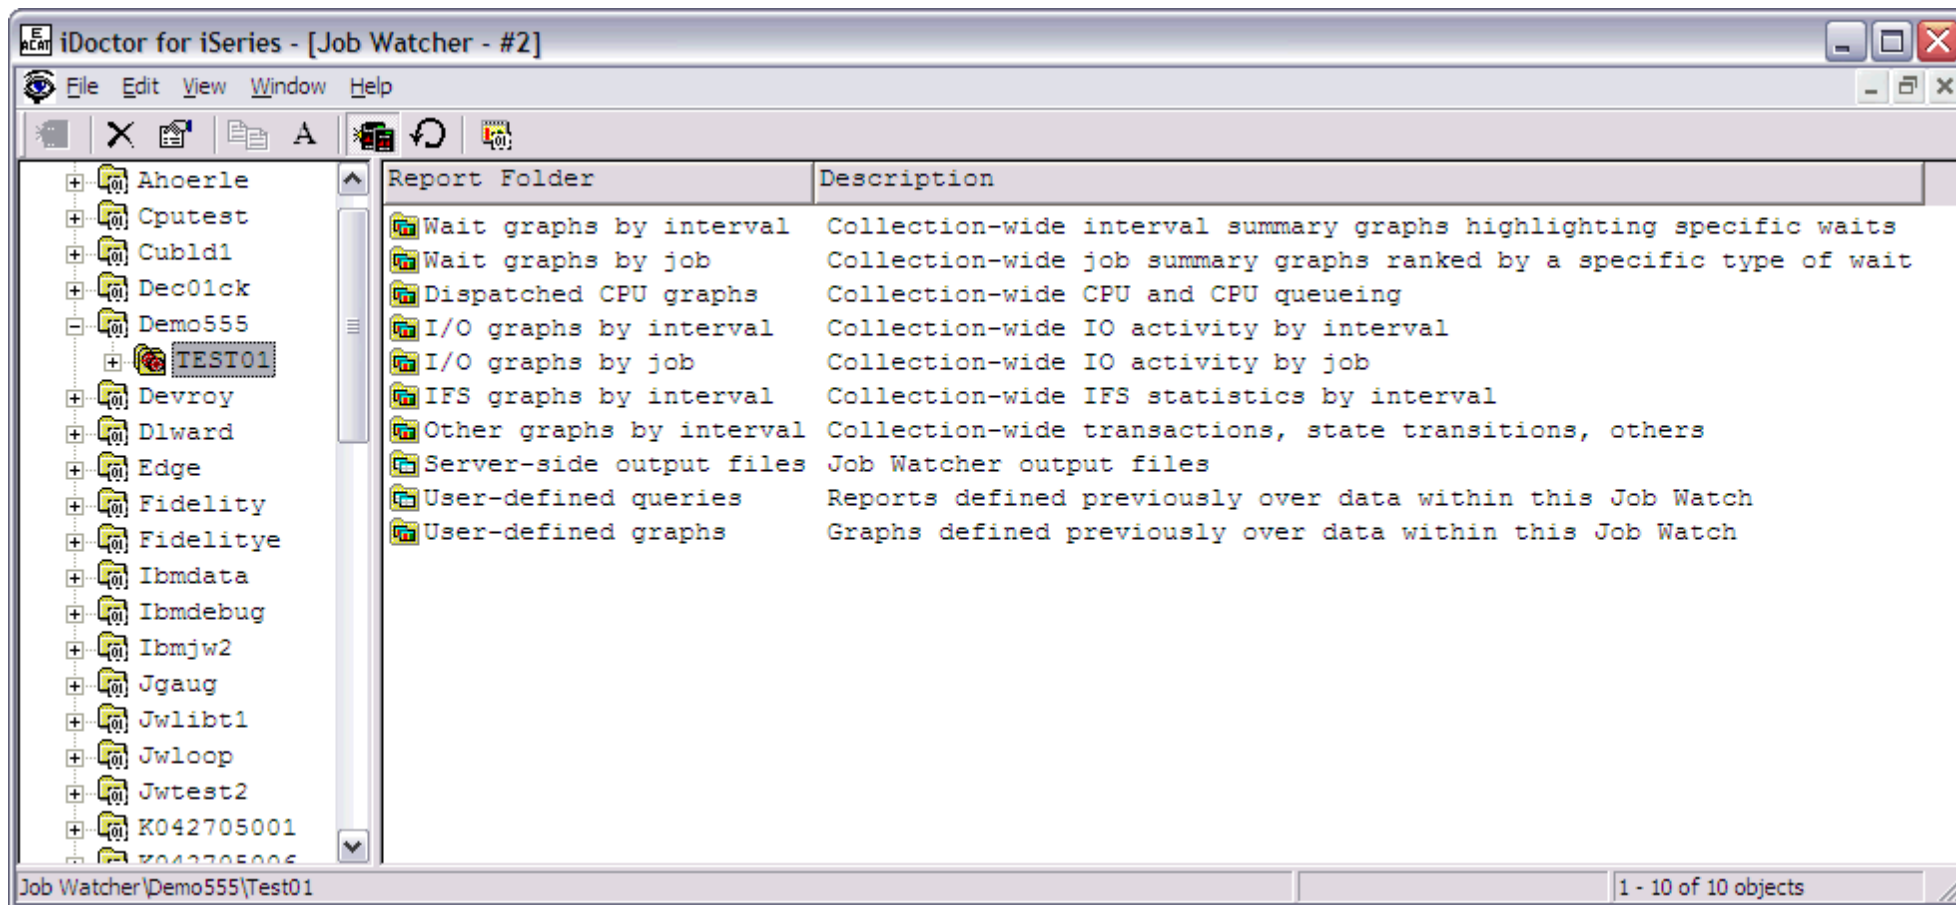 iDoctor for iSeries - [Job Watcher - #2]
File Edit View Window Help
A
Ahoerle
Cputest
Cubld1
Dec01ck
Demo555
TEST01
Devroy
Dlward
Edge
Fidelity
Fidelitye
Ibmdata
Ibmdebug
Ibmjw2
Jgaug
Jwlibt1
Jwloop
Jwtest2
K042705001
Report Folder Description
Wait graphs by interval Collection-wide interval summary graphs highlighting specific waits
Wait graphs by job Collection-wide job summary graphs ranked by a specific type of wait
Dispatched CPU graphs Collection-wide CPU and CPU queueing
I/O graphs by interval Collection-wide IO activity by interval
I/O graphs by job Collection-wide IO activity by job
IFS graphs by interval Collection-wide IFS statistics by interval
Other graphs by interval Collection-wide transactions, state transitions, others
Server-side output files Job Watcher output files
User-defined queries Reports defined previously over data within this Job Watch
User-defined graphs Graphs defined previously over data within this Job Watch
Job Watcher\Demo555\Test01
1 - 10 of 10 objects